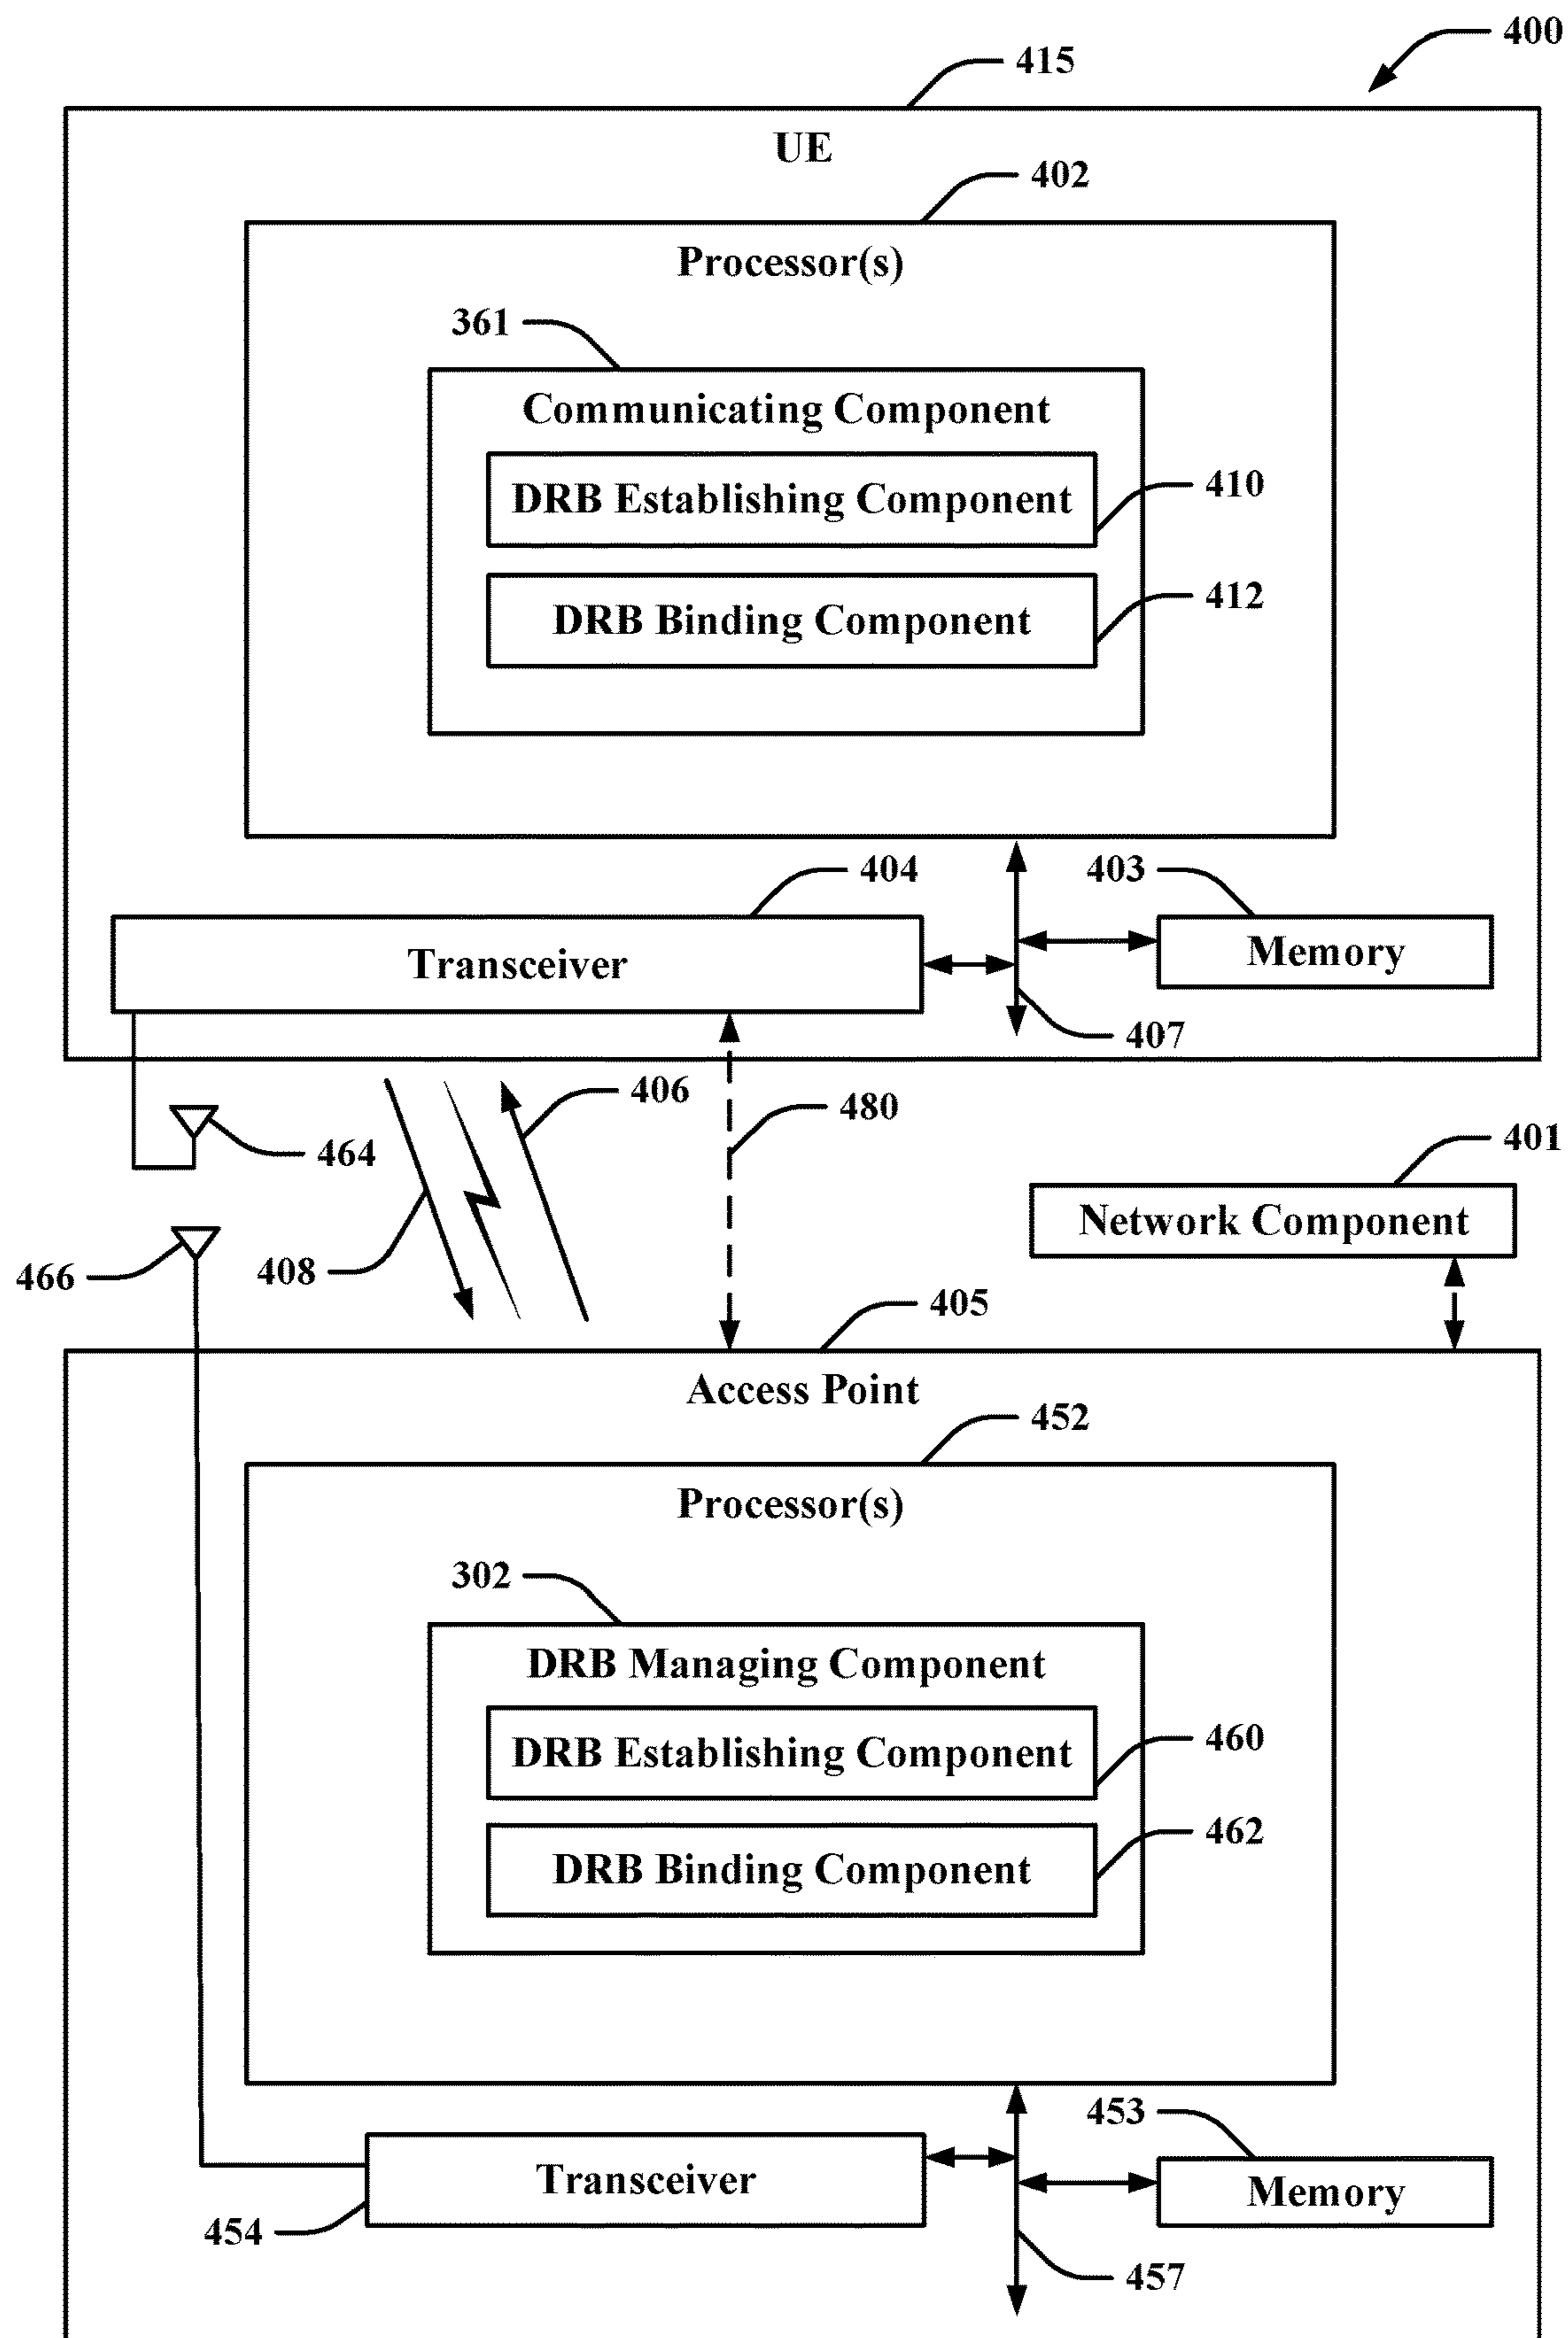 400
415
UE
402
Processor(s)
361
Communicating Component
DRB Establishing Component
410
DRB Binding Component
412
404
403
Transceiver
Memory
407
406
480
464
401
Network Component
466
408
405
Access Point
452
Processor(s)
302
DRB Managing Component
DRB Establishing Component
460
DRB Binding Component
462
453
Transceiver
Memory
454
457